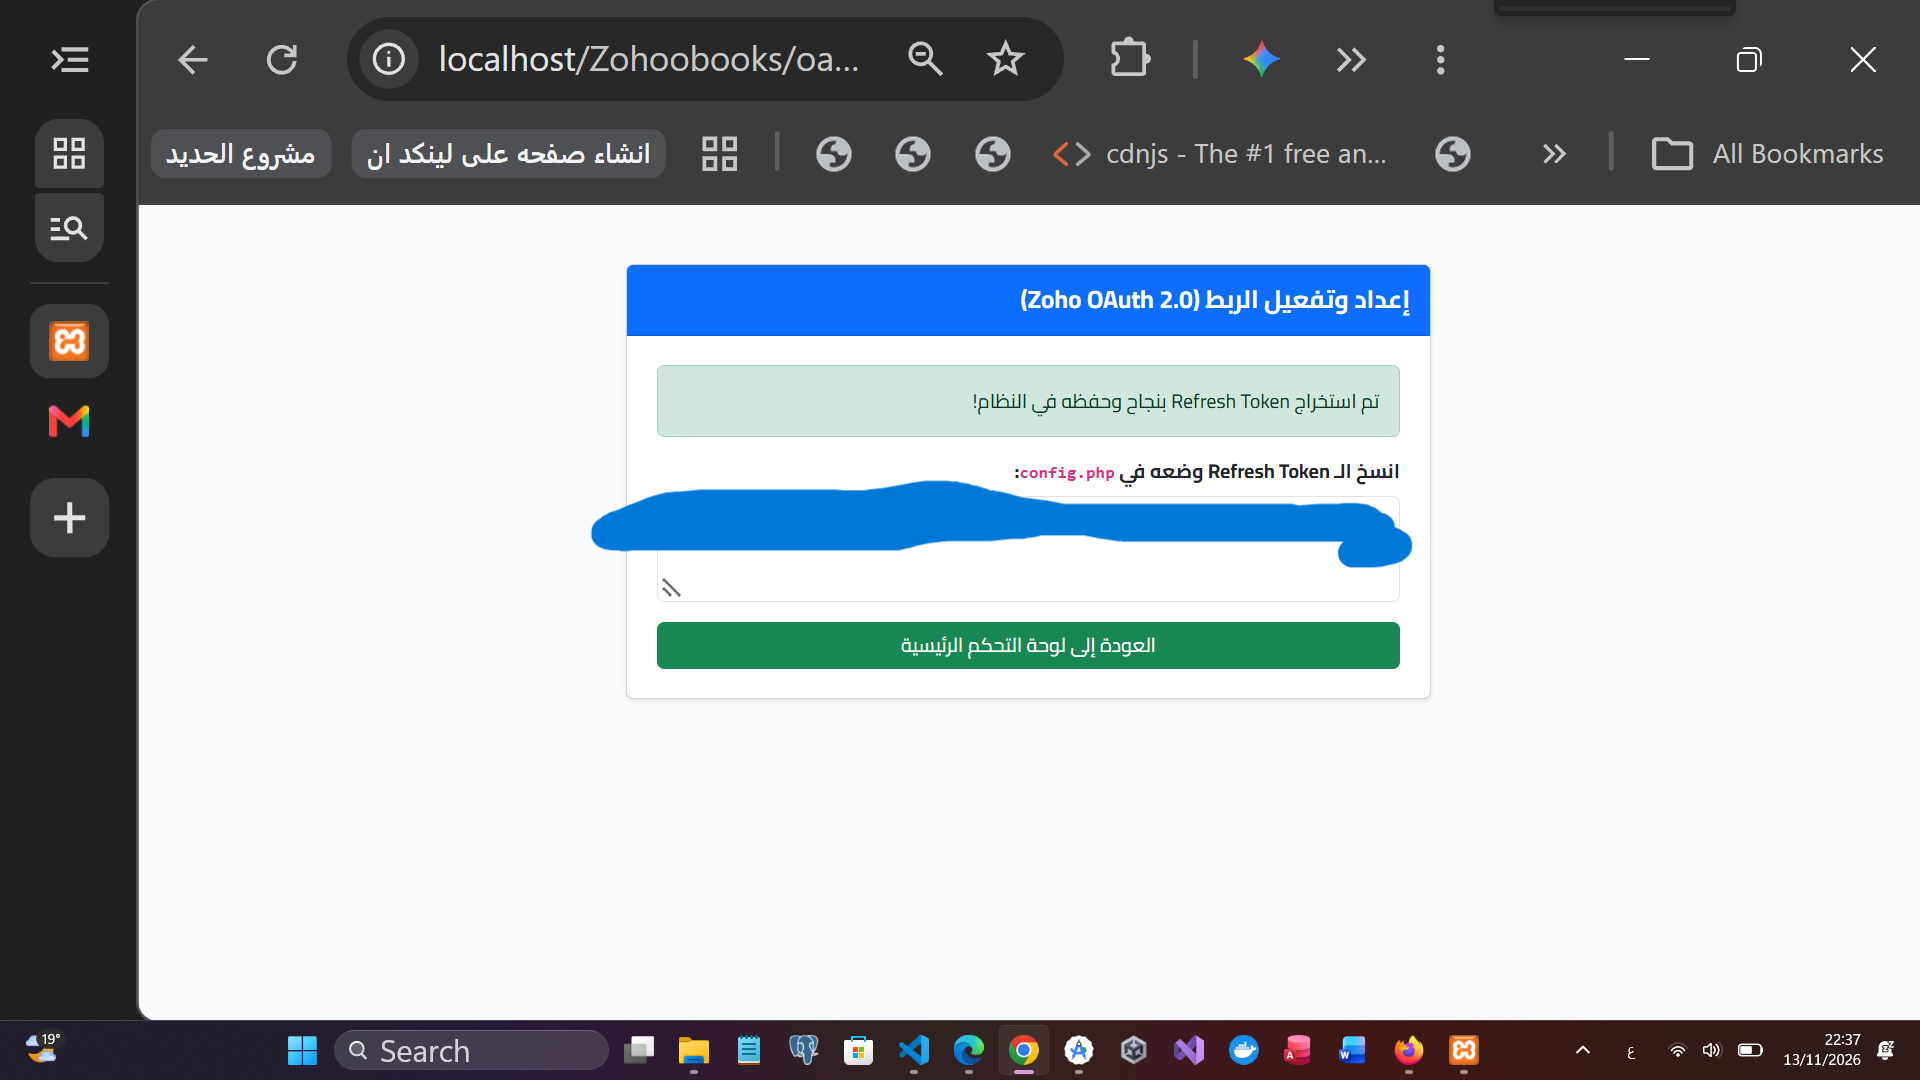 localhost/Zohoobooks/oa...
مشروع الحديد
انشاء صفحه على لينكد ان
cdnjs - The #1 free an...
All Bookmarks
إعداد وتفعيل الربط (Zoho OAuth 2.0)
تم استخراج Refresh Token بنجاح وحفظه في النظام!
انسخ الـ Refresh Token وضعه في config.php:
العودة إلى لوحة التحكم الرئيسية
19°
Search
ع
22:37
13/11/2026